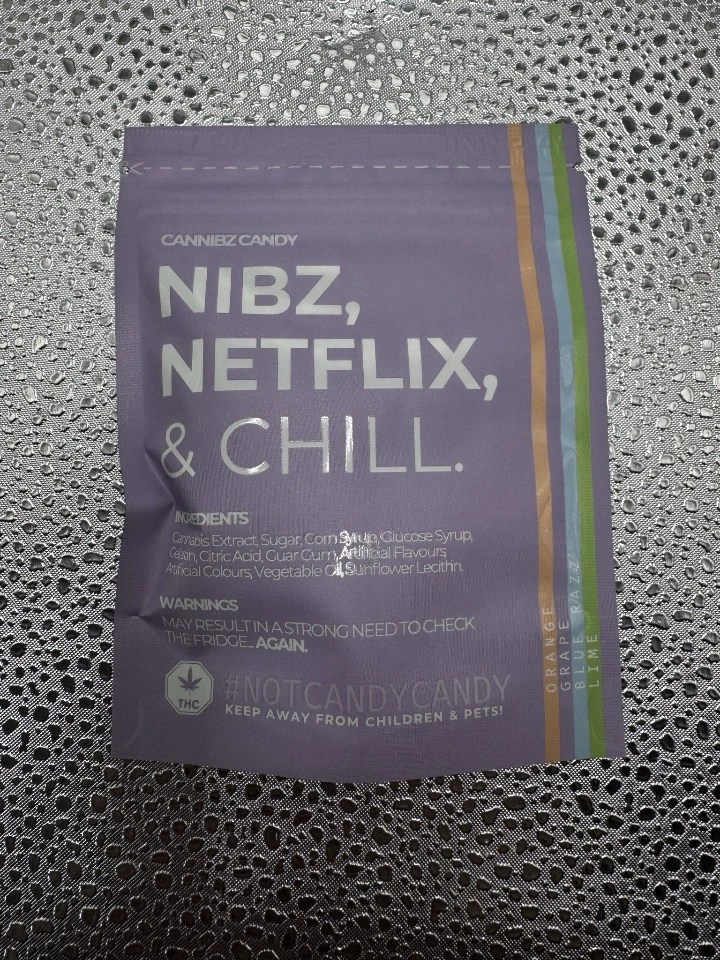 CANNIBZ CANDY
NIBZ,
NETFLIX,
& CHILL.
INGREDIENTS
Cannabis Extract, Sugar, Corn Syrup, Glucose Syrup,
Gelatin, Citric Acid, Guar Gum, Artificial Flavours,
Artificial Colours, Vegetable Oil, Sunflower Lecithin.
WARNINGS
MAY RESULT IN A STRONG NEED TO CHECK
THE FRIDGE... AGAIN.
THC
#NOTCANDYCANDY
KEEP AWAY FROM CHILDREN & PETS!
ORANGE
GRAPE
BLUE RAZZ
LIME